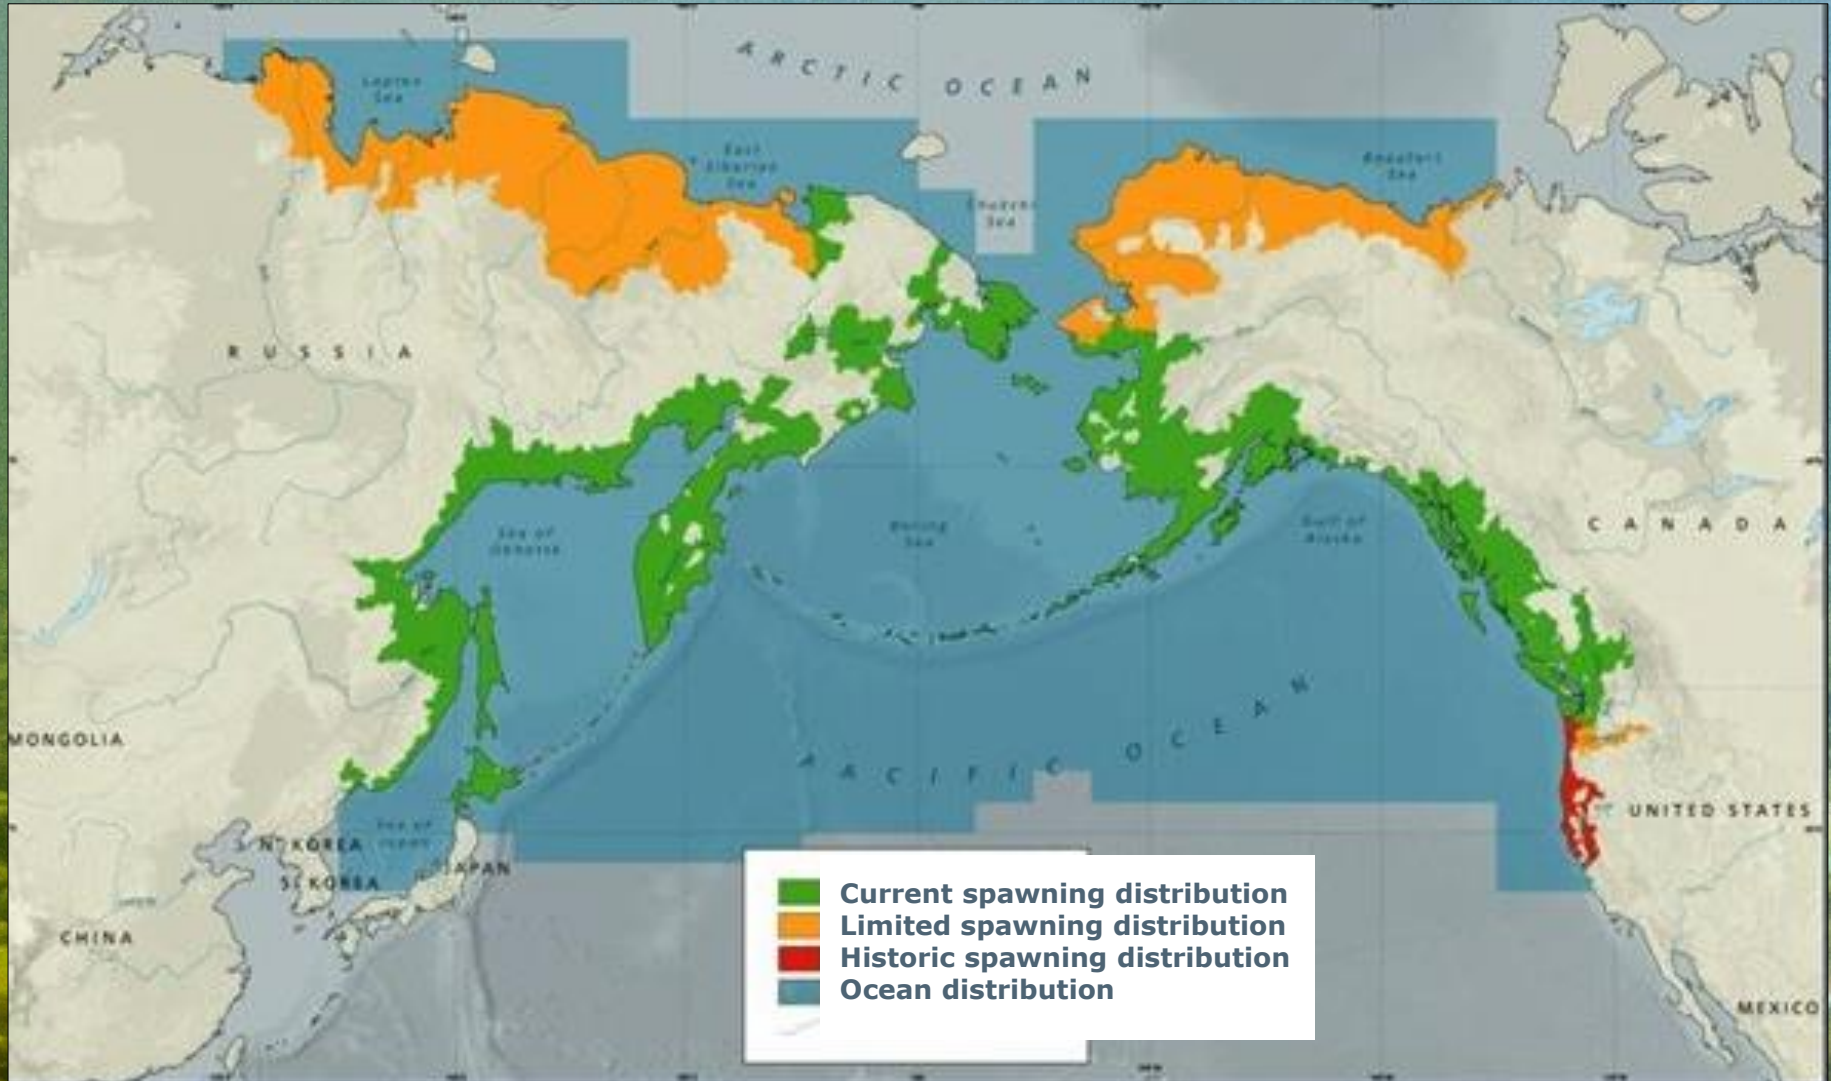 ARCTIC OCEAN
Laptev
Sea
East
Siberian
Sea
Beaufort
Sea
Chukchi
Sea
RUSSIA
Sea of
Okhotsk
Bering
Sea
Gulf of
Alaska
CANADA
MONGOLIA
PACIFIC OCEAN
UNITED STATES
N. KOREA
Sea of
Japan
S. KOREA
JAPAN
CHINA
MEXICO
Current spawning distribution
Limited spawning distribution
Historic spawning distribution
Ocean distribution